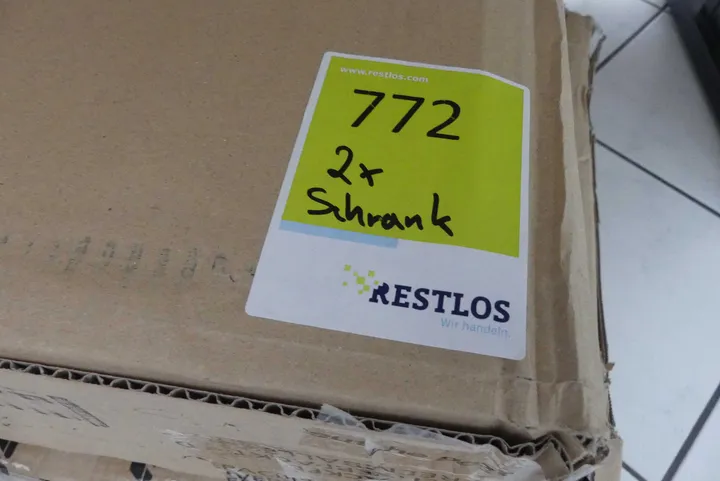 www.restlos.com
772
2x
Schrank
RESTLOS
Wir handeln.